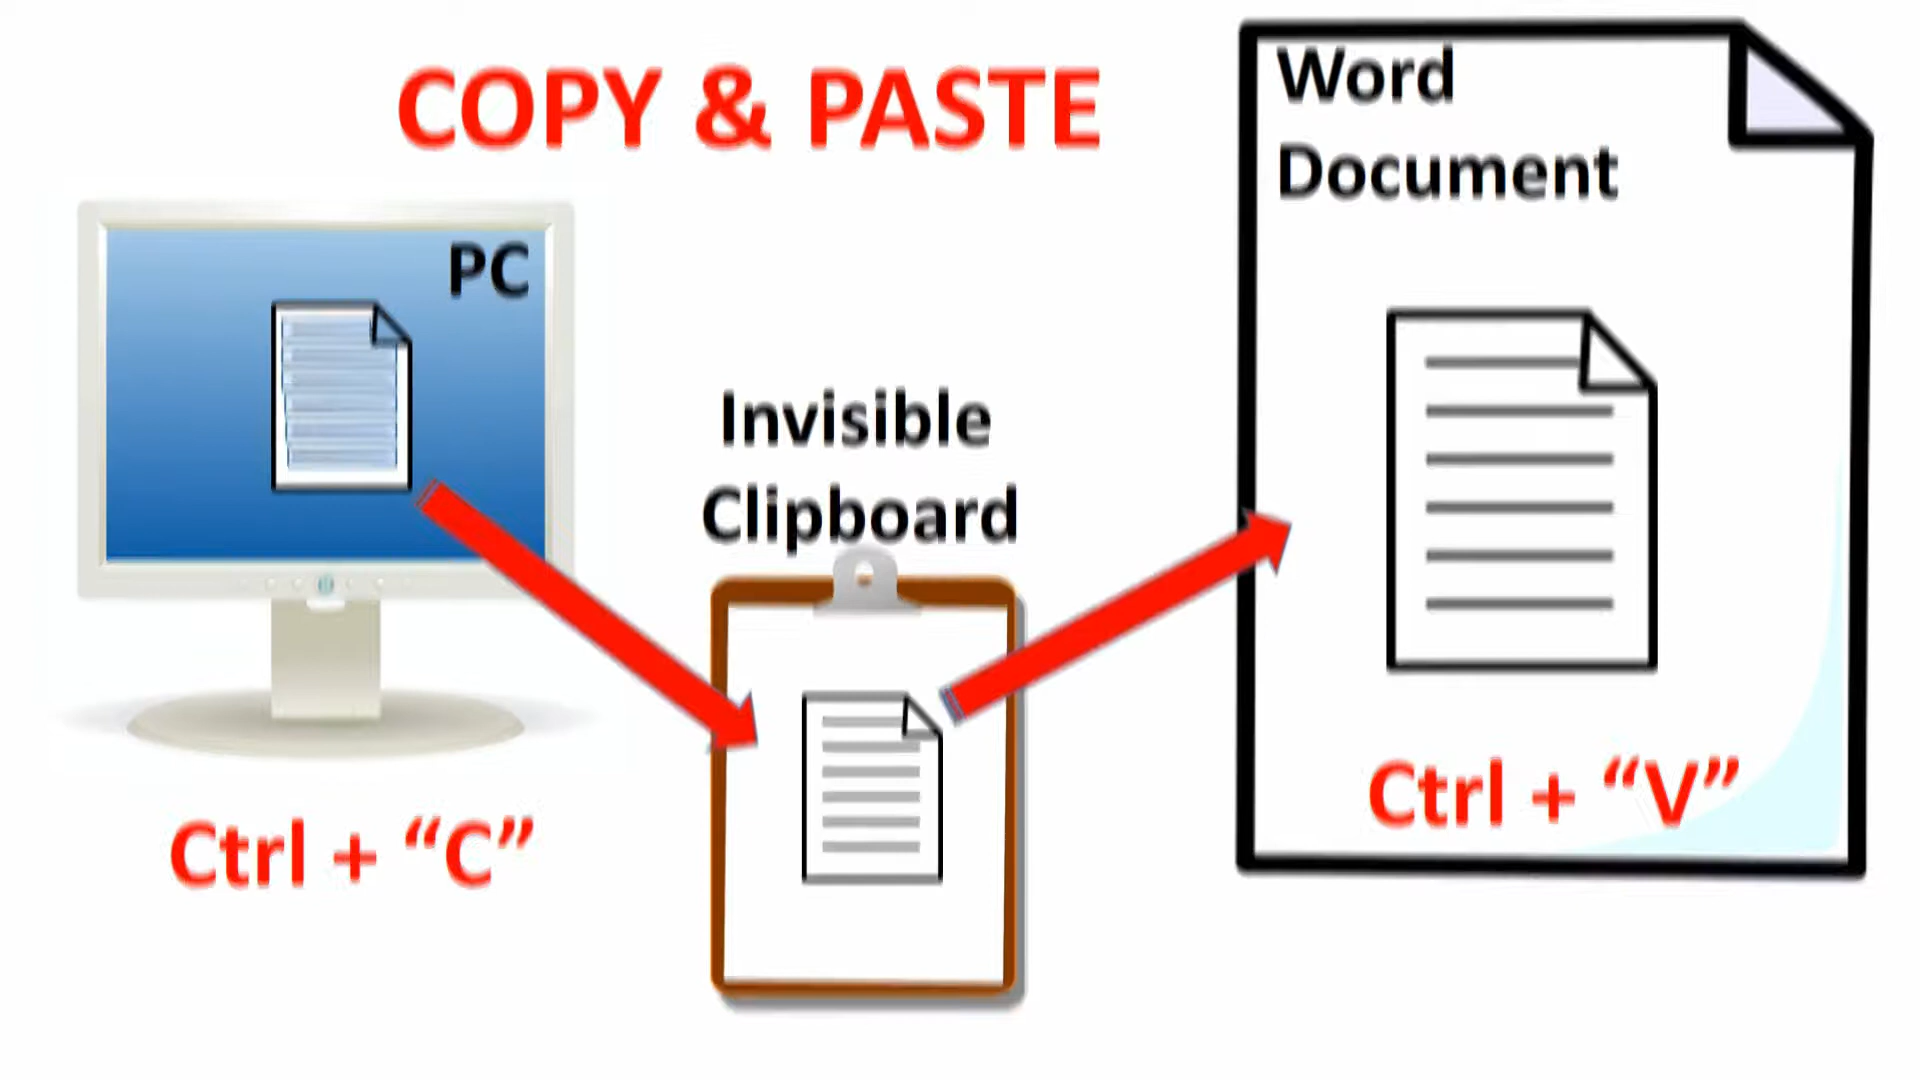 COPY & PASTE
PC
Ctrl + “C”
Invisible
Clipboard
Word
Document
Ctrl + “V”